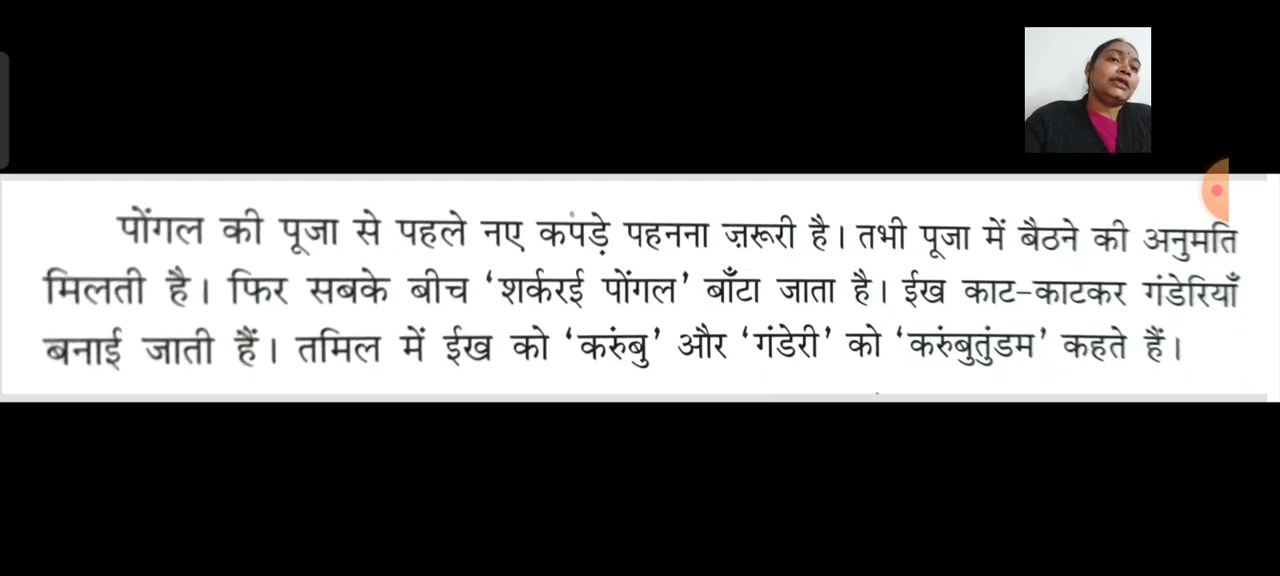 पोंगल की पूजा से पहले नए कपड़े पहनना ज़रूरी है। तभी पूजा में बैठने की अनुमति
मिलती है। फिर सबके बीच ‘शर्करई पोंगल’ बाँटा जाता है। ईख काट-काटकर गंडेरियाँ
बनाई जाती हैं। तमिल में ईख को ‘करुंबु’ और ‘गंडेरी’ को ‘करुंबुतुंडम’ कहते हैं।